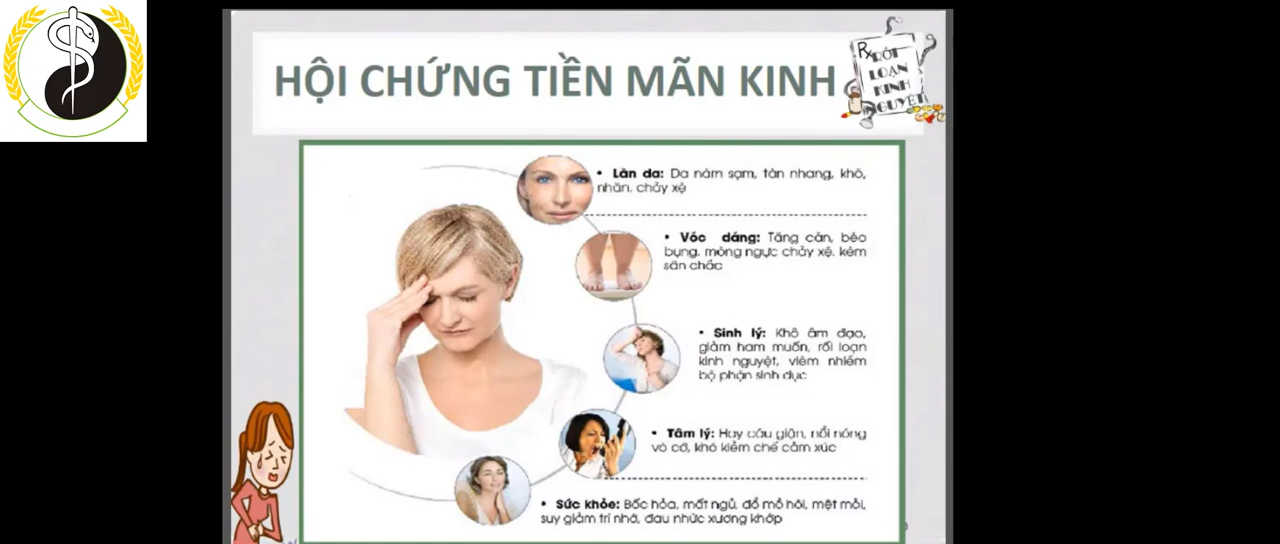 HỘI CHỨNG TIỀN MÃN KINH
Rx RỐI
LOẠN
KINH
NGUYỆT
• Làn da: Da nám sạm, tàn nhang, khô,
nhăn, chảy xệ
• Vóc dáng: Tăng cân, béo
bụng, mông ngực chảy xệ, kém
săn chắc
• Sinh lý: Khô âm đạo,
giảm ham muốn, rối loạn
kinh nguyệt, viêm nhiễm
bộ phận sinh dục
• Tâm lý: Hay cáu giận, nổi nóng
vô cớ, khó kiềm chế cảm xúc
• Sức khỏe: Bốc hỏa, mất ngủ, đổ mồ hôi, mệt mỏi,
suy giảm trí nhớ, đau nhức xương khớp